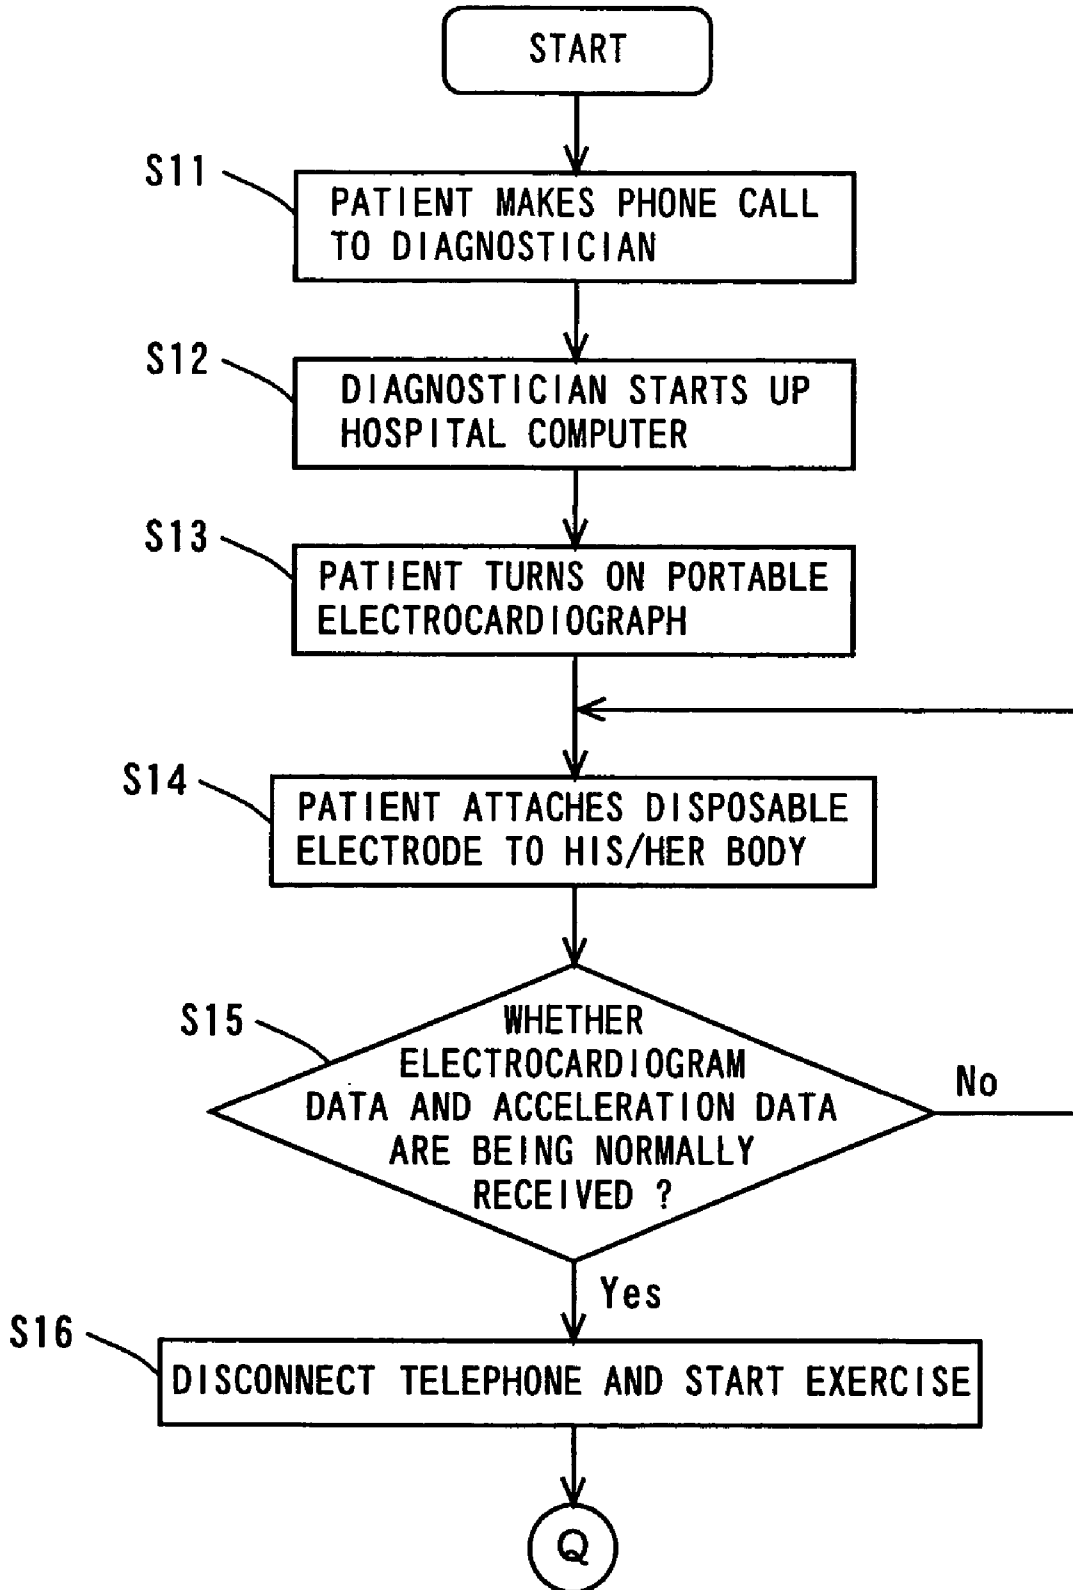 START
S11
PATIENT MAKES PHONE CALL
TO DIAGNOSTICIAN
S12
DIAGNOSTICIAN STARTS UP
HOSPITAL COMPUTER
S13
PATIENT TURNS ON PORTABLE
ELECTROCARDIOGRAPH
S14
PATIENT ATTACHES DISPOSABLE
ELECTRODE TO HIS/HER BODY
S15
WHETHER
ELECTROCARDIOGRAM
DATA AND ACCELERATION DATA
ARE BEING NORMALLY
RECEIVED ?
No
Yes
S16
DISCONNECT TELEPHONE AND START EXERCISE
Q